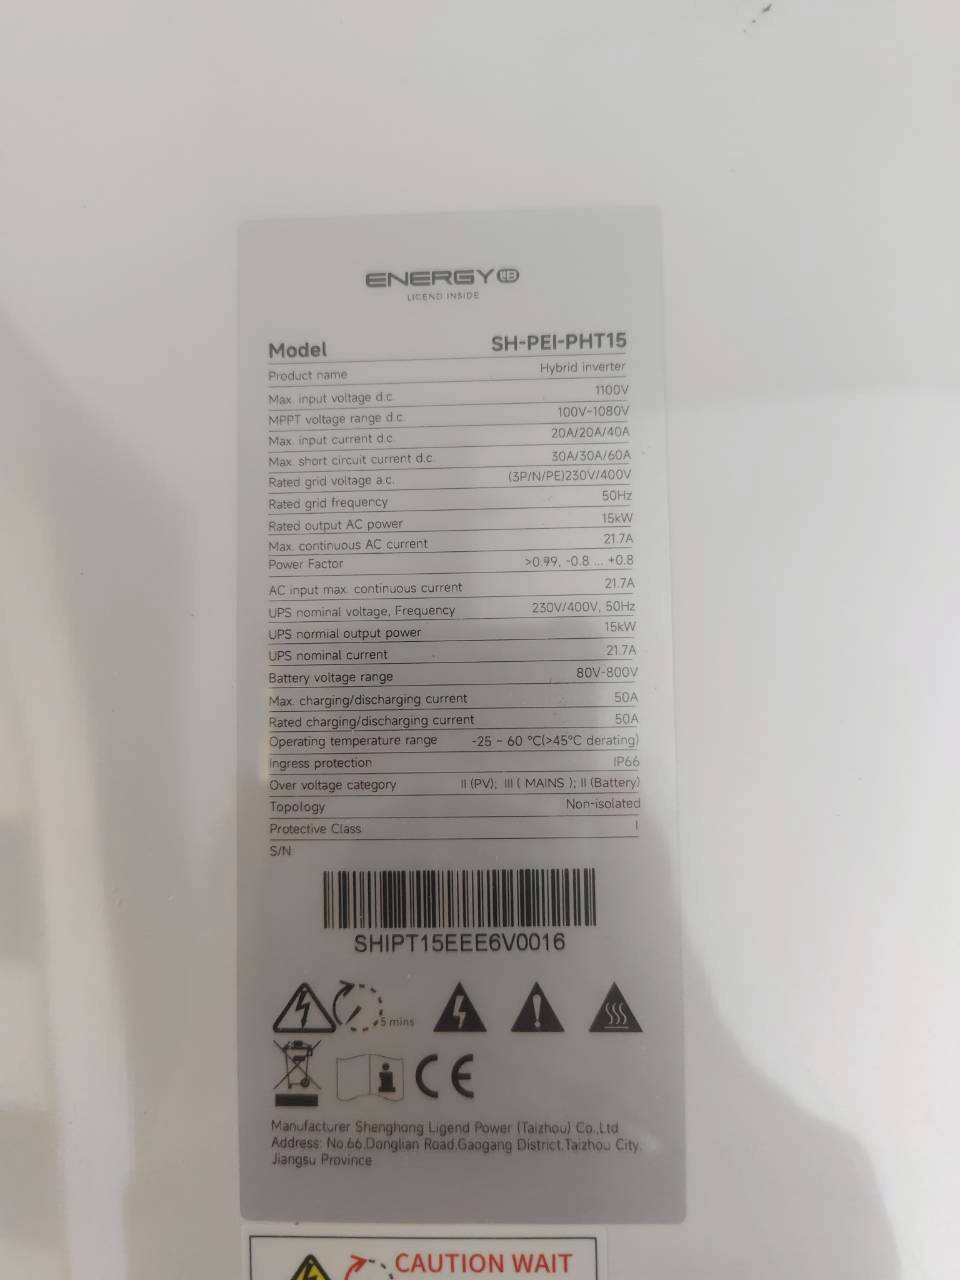 ENERGY
LIGEND INSIDE
Model SH-PEI-PHT15
Product name Hybrid inverter
Max. input voltage d.c. 1100V
MPPT voltage range d.c. 100V-1080V
Max. input current d.c. 20A/20A/40A
Max. short circuit current d.c. 30A/30A/60A
Rated grid voltage a.c. (3P/N/PE)230V/400V
Rated grid frequency 50Hz
Rated output AC power 15kW
Max. continuous AC current 21.7A
Power Factor >0.99, -0.8 ... +0.8
AC input max. continuous current 21.7A
UPS nominal voltage, Frequency 230V/400V, 50Hz
UPS normial output power 15kW
UPS nominal current 21.7A
Battery voltage range 80V-800V
Max. charging/discharging current 50A
Rated charging/discharging current 50A
Operating temperature range -25 - 60 °C(>45°C derating)
Ingress protection IP66
Over voltage category II (PV); III ( MAINS ); II (Battery)
Topology Non-isolated
Protective Class I
S/N
SHIPT15EEE6V0016
5 mins
CE
Manufacturer Shenghong Ligend Power (Taizhou) Co.,Ltd
Address: No.66,Donglian Road,Gaogang District,Taizhou City,
Jiangsu Province
CAUTION WAIT